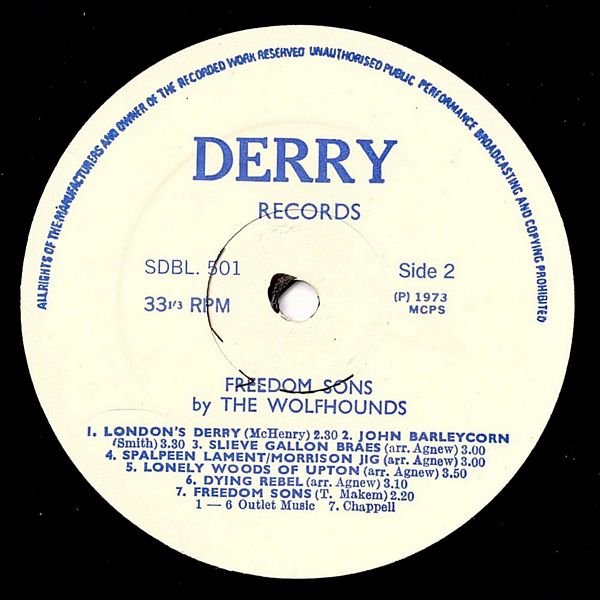 ALL RIGHTS OF THE MANUFACTURERS AND OWNER OF THE RECORDED WORK RESERVED UNAUTHORISED PUBLIC PERFORMANCE BROADCASTING AND COPYING PROHIBITED
DERRY
RECORDS
SDBL. 501
Side 2
33 1/3 RPM
(P) 1973
MCPS
FREEDOM SONS
by THE WOLFHOUNDS
1. LONDON'S DERRY (McHenry) 2.30 2. JOHN BARLEYCORN
(Smith) 3.30 3. SLIEVE GALLON BRAES (arr. Agnew) 3.00
4. SPALPEEN LAMENT/MORRISON JIG (arr. Agnew) 3.00
5. LONELY WOODS OF UPTON (arr. Agnew) 3.50
6. DYING REBEL (arr. Agnew) 3.10
7. FREEDOM SONS (T. Makem) 2.20
1 — 6 Outlet Music 7. Chappell